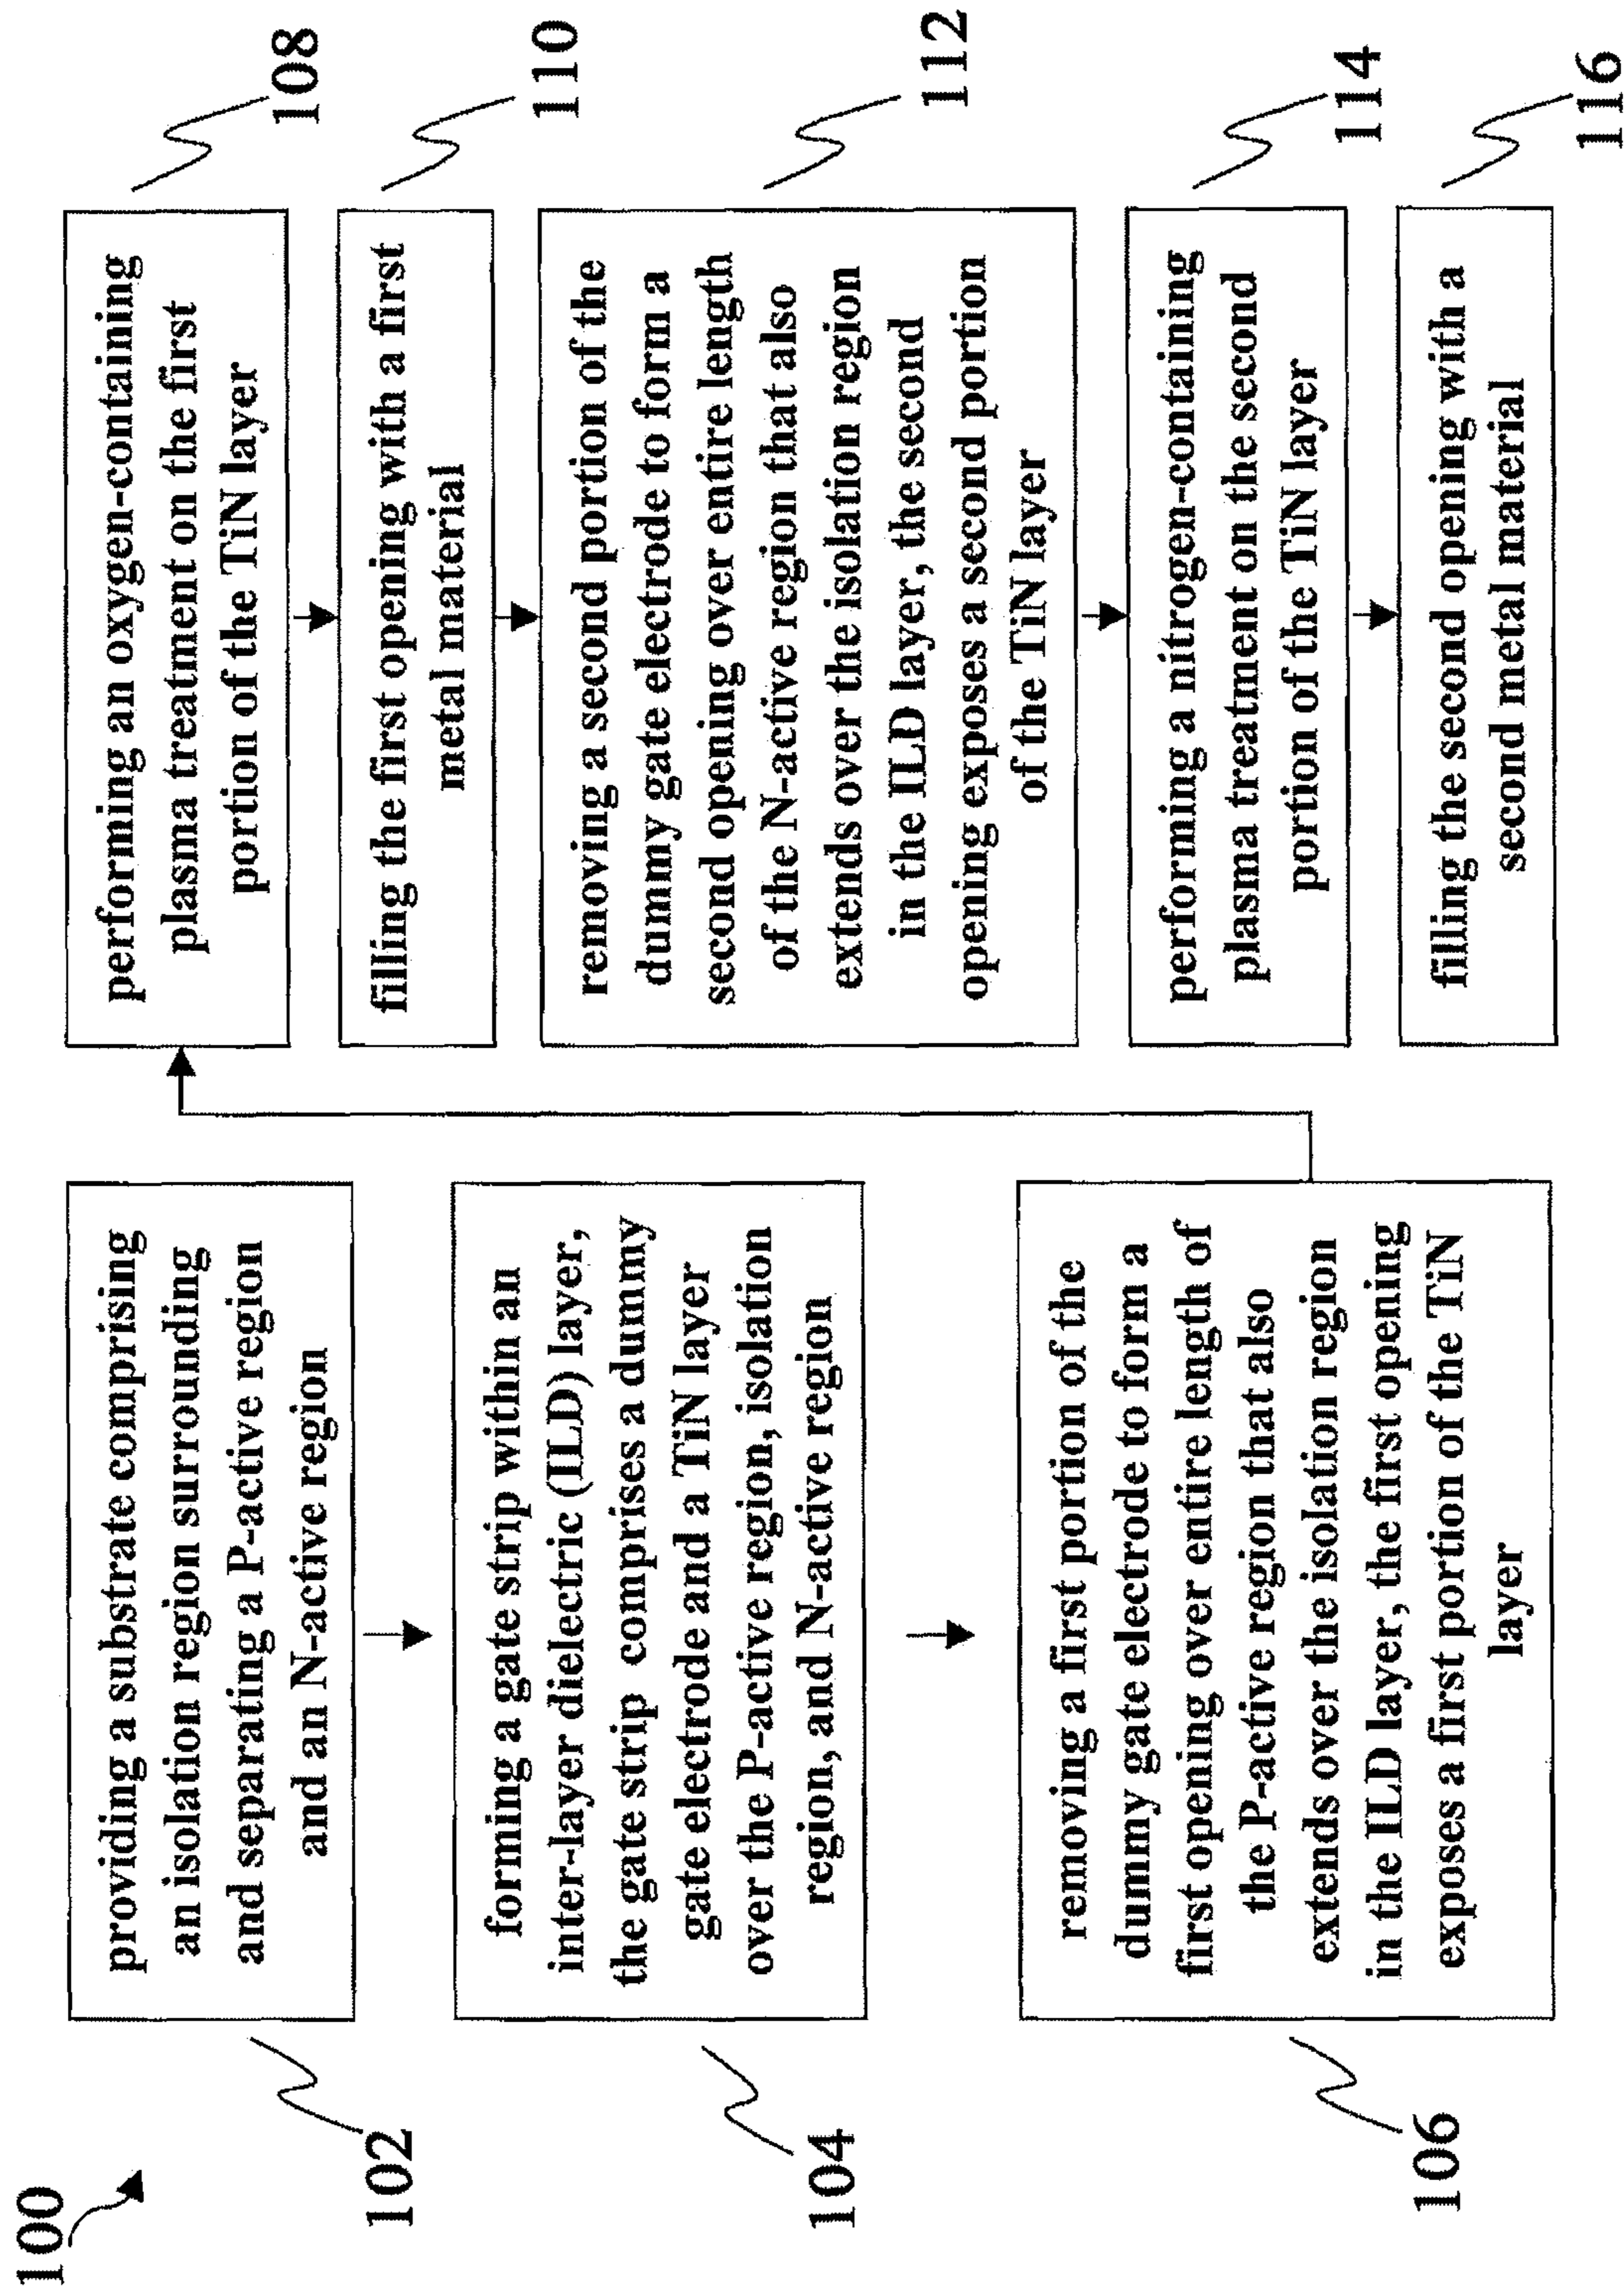 100
providing a substrate comprising
an isolation region surrounding
and separating a P-active region
and an N-active region
102
forming a gate strip within an
inter-layer dielectric (ILD) layer,
the gate strip comprises a dummy
gate electrode and a TiN layer
over the P-active region, isolation
region, and N-active region
104
removing a first portion of the
dummy gate electrode to form a
first opening over entire length of
the P-active region that also
extends over the isolation region
in the ILD layer, the first opening
exposes a first portion of the TiN
layer
106
performing an oxygen-containing
plasma treatment on the first
portion of the TiN layer
108
filling the first opening with a first
metal material
110
removing a second portion of the
dummy gate electrode to form a
second opening over entire length
of the N-active region that also
extends over the isolation region
in the ILD layer, the second
opening exposes a second portion
of the TiN layer
112
performing a nitrogen-containing
plasma treatment on the second
portion of the TiN layer
114
filling the second opening with a
second metal material
116